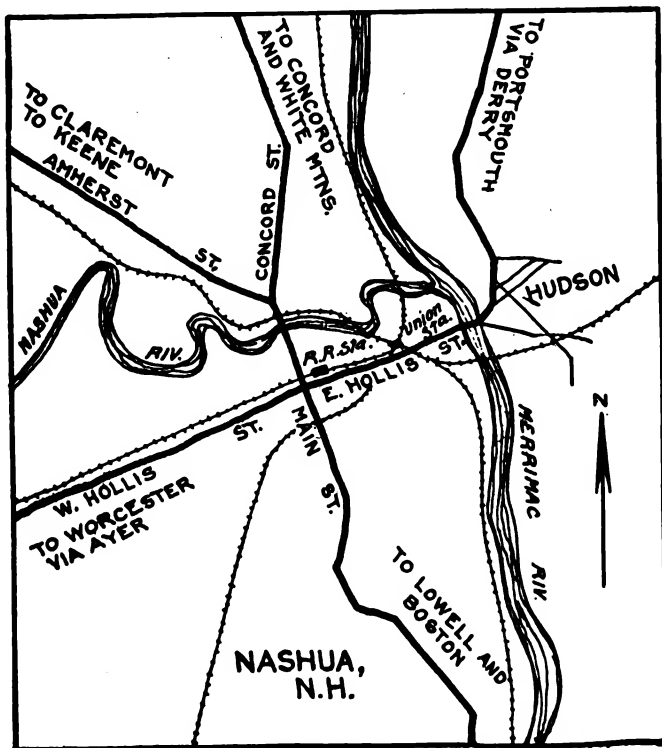 TO CONCORD
AND WHITE MTNS.
TO PORTSMOUTH
VIA DERRY
TO CLAREMONT
TO KEENE
AMHERST
ST.
CONCORD ST.
HUDSON
NASHUA
RIV.
Union
Sta.
R.R. Sta.
E. HOLLIS ST.
MAIN
ST.
W. HOLLIS
ST.
TO WORCESTER
VIA AYER
N
MERRIMAC
RIV.
TO LOWELL AND
BOSTON
NASHUA,
N.H.